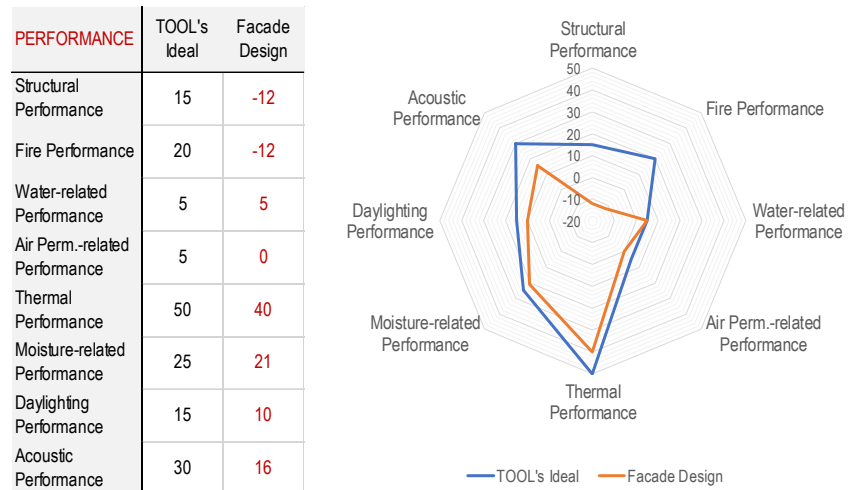 PERFORMANCE TOOL's Ideal Facade Design
Structural Performance 15 -12
Fire Performance 20 -12
Water-related Performance 5 5
Air Perm.-related Performance 5 0
Thermal Performance 50 40
Moisture-related Performance 25 21
Daylighting Performance 15 10
Acoustic Performance 30 16
Structural
Performance
50
40
30
20
10
0
-10
-20
Fire Performance
Water-related
Performance
Air Perm.-related
Performance
Thermal
Performance
Moisture-related
Performance
Daylighting
Performance
Acoustic
Performance
TOOL's Ideal
Facade Design